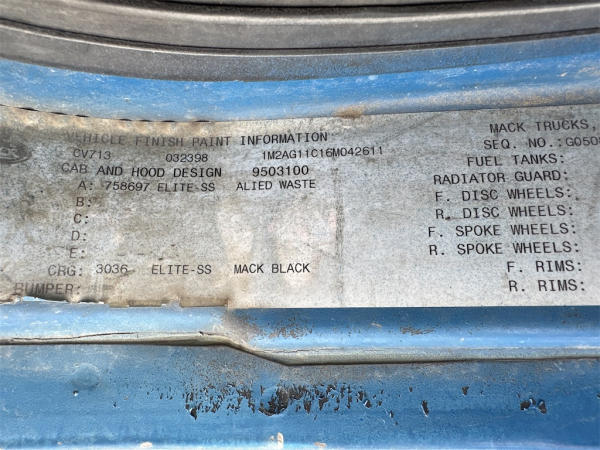 VEHICLE FINISH PAINT INFORMATION:
CV713 032398 1M2AG11C16M042611
CAB AND HOOD DESIGN 9503100
A: 758697 ELITE-SS ALIED WASTE
B:
C:
D:
E:
CRG: 3036 ELITE-SS MACK BLACK
BUMPER:
MACK TRUCKS,
SEQ. NO.:G050
FUEL TANKS:
RADIATOR GUARD:
F. DISC WHEELS:
R. DISC WHEELS:
F. SPOKE WHEELS:
R. SPOKE WHEELS:
F. RIMS:
R. RIMS: